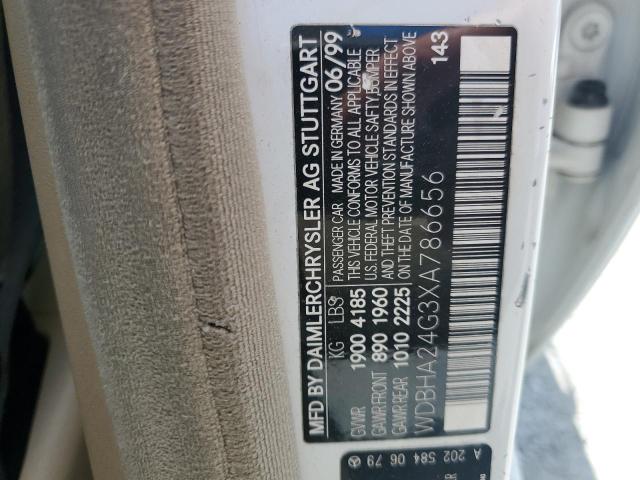 MFD BY DAIMLERCHRYSLER AG STUTTGART
KG LBS PASSENGER CAR MADE IN GERMANY 06/99
GVWR 1900 4185 THIS VEHICLE CONFORMS TO ALL APPLICABLE
GAWR FRONT 890 1960 U.S. FEDERAL MOTOR VEHICLE SAFTY, BUMPER
AND THEFT PREVENTION STANDARDS IN EFFECT
GAWR REAR 1010 2225 ON DATE OF MANUFACTURE SHOWN ABOVE
WDBHA24G3XA786656 143
A 202 584 06 79